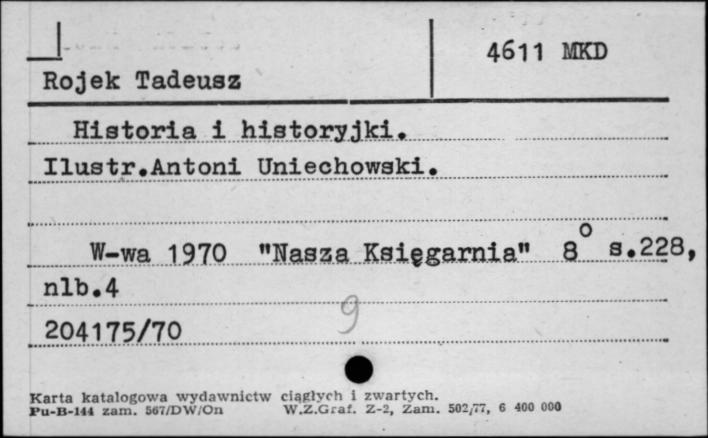 4611 MKD
Rojek Tadeusz
Historia i historyjki.
Ilustr.Antoni Uniechowski.
W-wa 1970 "Nasza Księgarnia" 8° s.228,
nlb.4
9
204175/70
Karta katalogowa wydawnictw ciągłych i zwartych.
Pu-B-144 zam. 567/DW/On W.Z.Graf. Z-2, Zam. 502/77, 6 400 000